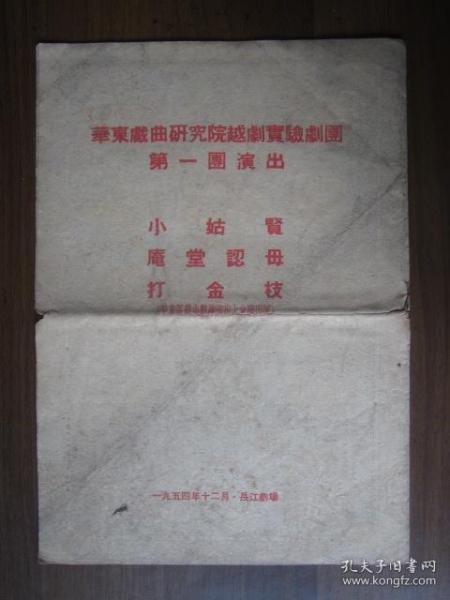 華東戲曲研究院越劇實驗劇團
第一團演出
小姑賢
庵堂認母
打金枝
一九五四年十二月·長江劇場
孔夫子旧书网
www.kongfz.com